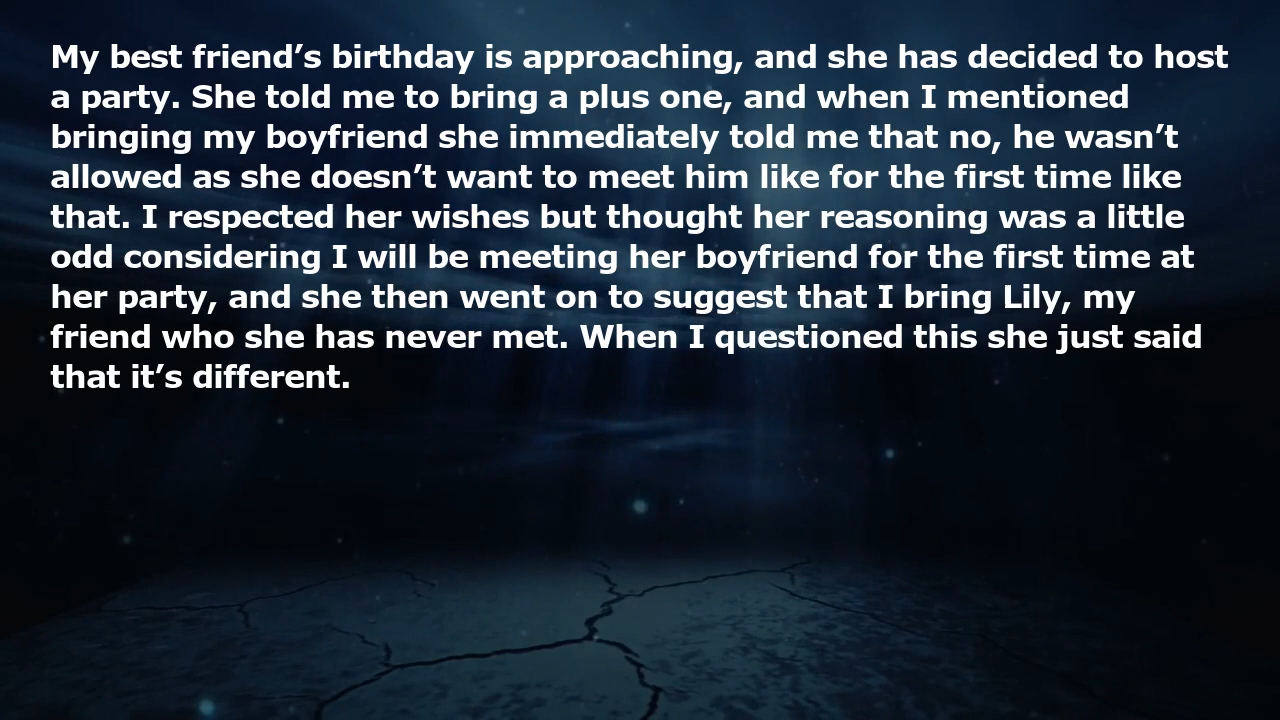 My best friend’s birthday is approaching, and she has decided to host
a party. She told me to bring a plus one, and when I mentioned
bringing my boyfriend she immediately told me that no, he wasn’t
allowed as she doesn’t want to meet him like for the first time like
that. I respected her wishes but thought her reasoning was a little
odd considering I will be meeting her boyfriend for the first time at
her party, and she then went on to suggest that I bring Lily, my
friend who she has never met. When I questioned this she just said
that it’s different.